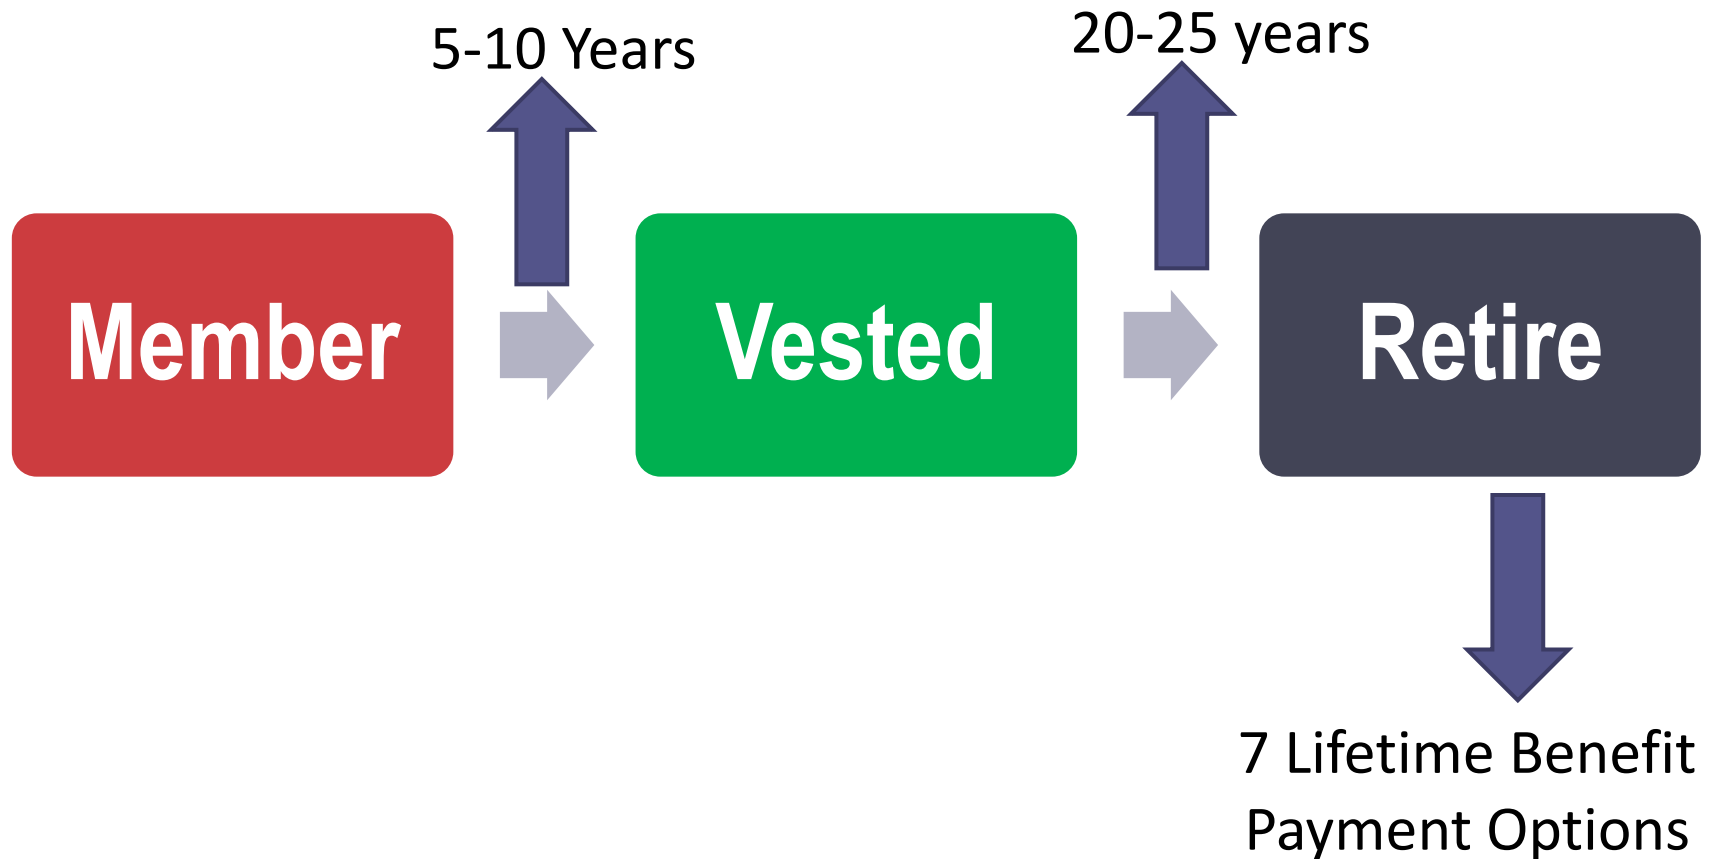 5-10 Years
20-25 years
Member
Vested
Retire
7 Lifetime Benefit
Payment Options